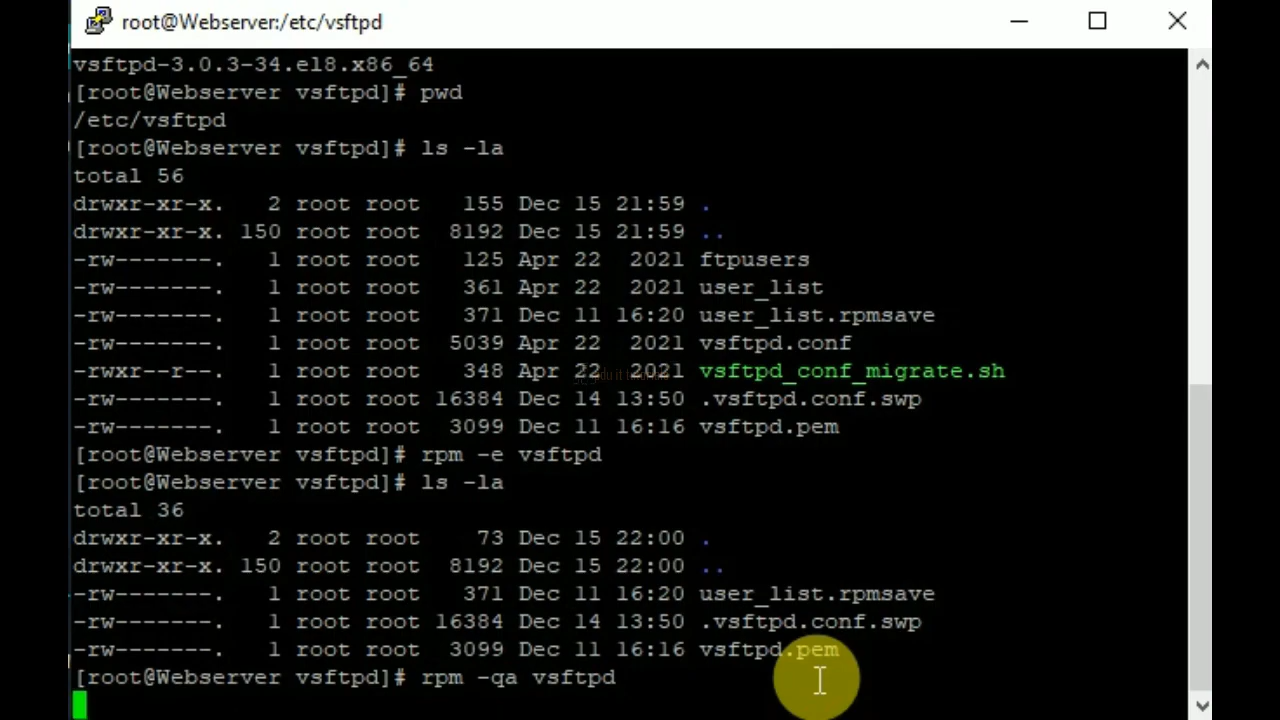 root@Webserver:/etc/vsftpd
vsftpd-3.0.3-34.el8.x86_64
[root@Webserver vsftpd]# pwd
/etc/vsftpd
[root@Webserver vsftpd]# ls -la
total 56
drwxr-xr-x.   2 root root   155 Dec 15 21:59 .
drwxr-xr-x. 150 root root  8192 Dec 15 21:59 ..
-rw-------.   1 root root   125 Apr 22  2021 ftpusers
-rw-------.   1 root root   361 Apr 22  2021 user_list
-rw-------.   1 root root   371 Dec 11 16:20 user_list.rpmsave
-rw-------.   1 root root  5039 Apr 22  2021 vsftpd.conf
-rwxr--r--.   1 root root   348 Apr 22  2021 vsftpd_conf_migrate.sh
-rw-------.   1 root root 16384 Dec 14 13:50 .vsftpd.conf.swp
-rw-------.   1 root root  3099 Dec 11 16:16 vsftpd.pem
[root@Webserver vsftpd]# rpm -e vsftpd
[root@Webserver vsftpd]# ls -la
total 36
drwxr-xr-x.   2 root root    73 Dec 15 22:00 .
drwxr-xr-x. 150 root root  8192 Dec 15 22:00 ..
-rw-------.   1 root root   371 Dec 11 16:20 user_list.rpmsave
-rw-------.   1 root root 16384 Dec 14 13:50 .vsftpd.conf.swp
-rw-------.   1 root root  3099 Dec 11 16:16 vsftpd.pem
[root@Webserver vsftpd]# rpm -qa vsftpd